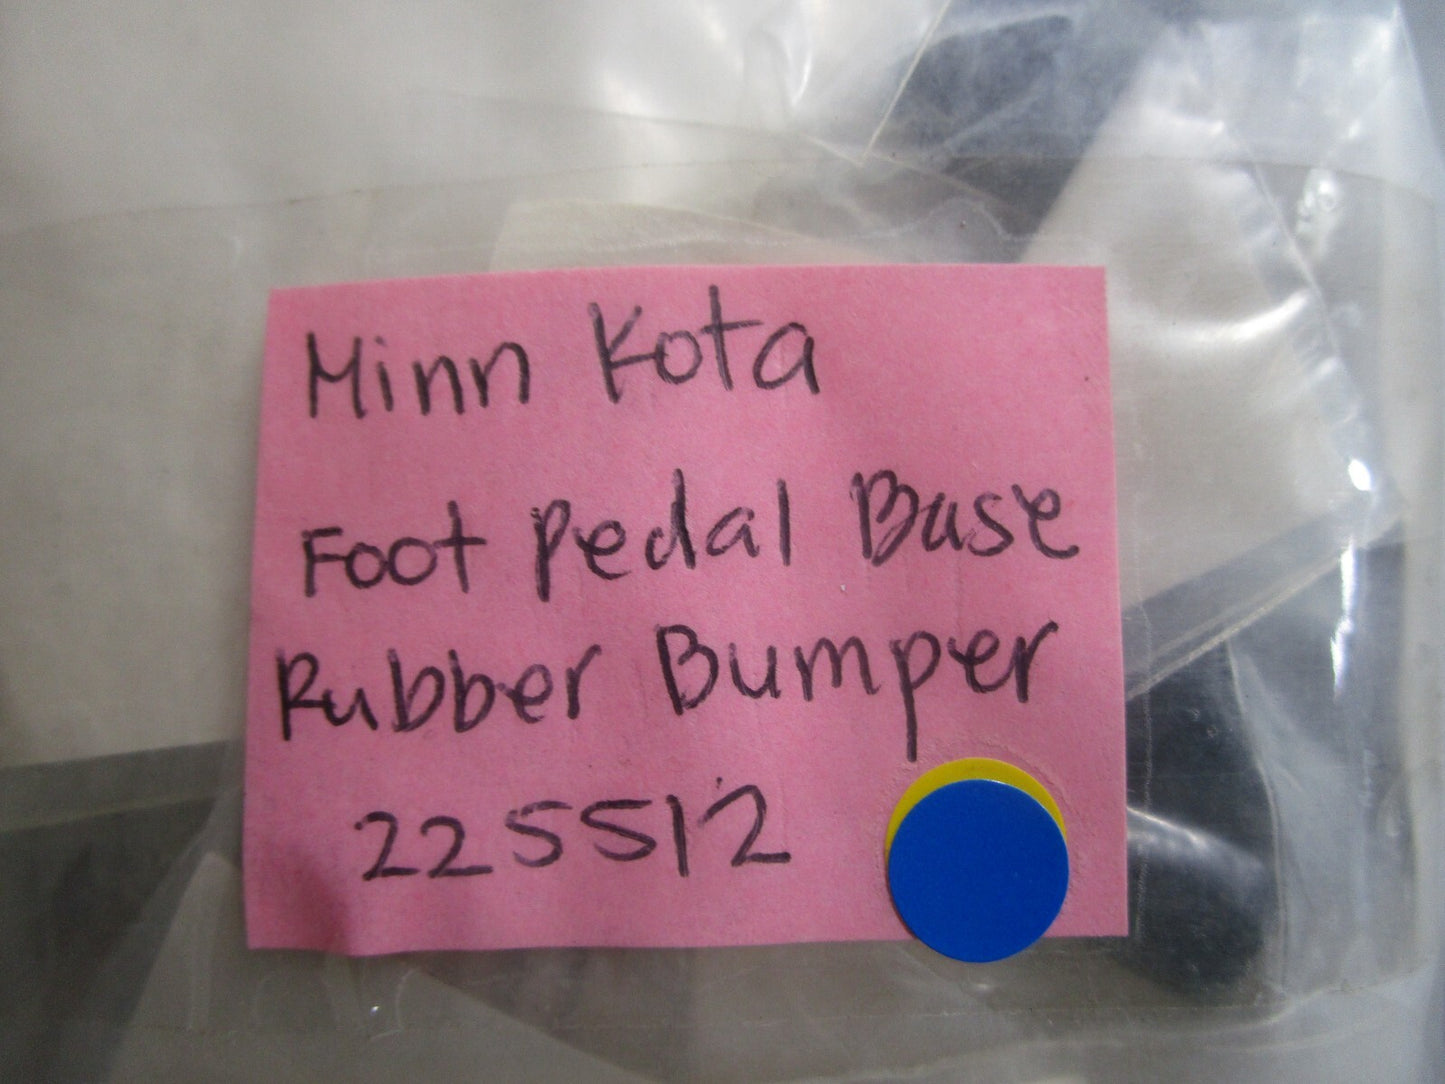 Minn Kota
Foot Pedal Base
Rubber Bumper
225512